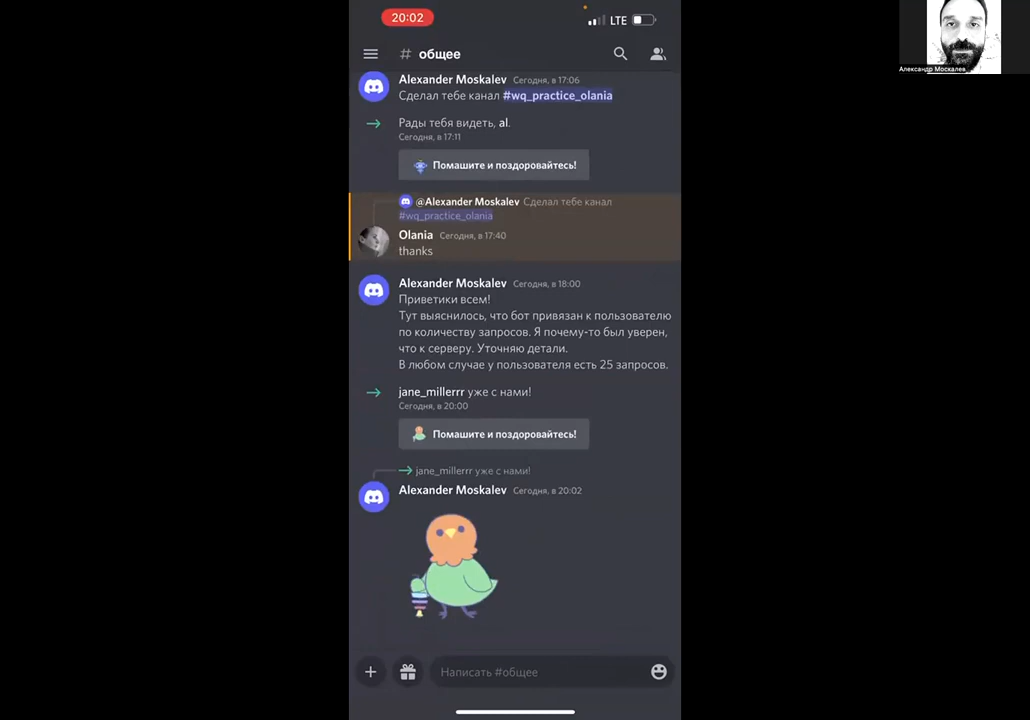 20:02
LTE
# общее
Александр Москалев
Alexander Moskalev Сегодня, в 17:06
Сделал тебе канал #wq_practice_olania
Рады тебя видеть, al.
Сегодня, в 17:11
Помашите и поздоровайтесь!
@Alexander Moskalev Сделал тебе канал
#wq_practice_olania
Olania Сегодня, в 17:40
thanks
Alexander Moskalev Сегодня, в 18:00
Приветики всем!
Тут выяснилось, что бот привязан к пользователю
по количеству запросов. Я почему-то был уверен,
что к серверу. Уточняю детали.
В любом случае у пользователя есть 25 запросов.
jane_millerrr уже с нами!
Сегодня, в 20:00
Помашите и поздоровайтесь!
jane_millerrr уже с нами!
Alexander Moskalev Сегодня, в 20:02
Написать #общее